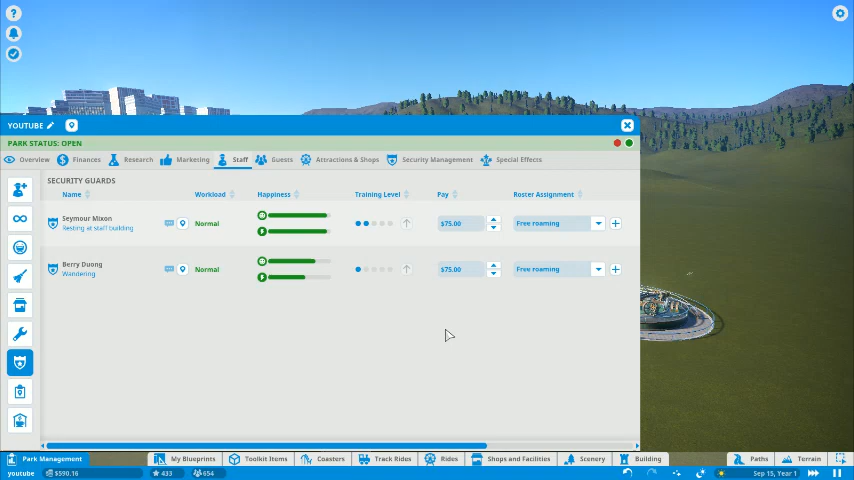 YOUTUBE
PARK STATUS: OPEN
Overview Finances Research Marketing Staff Guests Attractions & Shops Security Management Special Effects
SECURITY GUARDS
Name Workload Happiness Training Level Pay Roster Assignment
Seymour Mixon
Resting at staff building
Normal
$75.00
Free roaming
Berry Duong
Wandering
Normal
$75.00
Free roaming
Park Management My Blueprints Toolkit Items Coasters Track Rides Rides Shops and Facilities Scenery Building Paths Terrain
youtube $590.16 433 654 Sep 15, Year 1